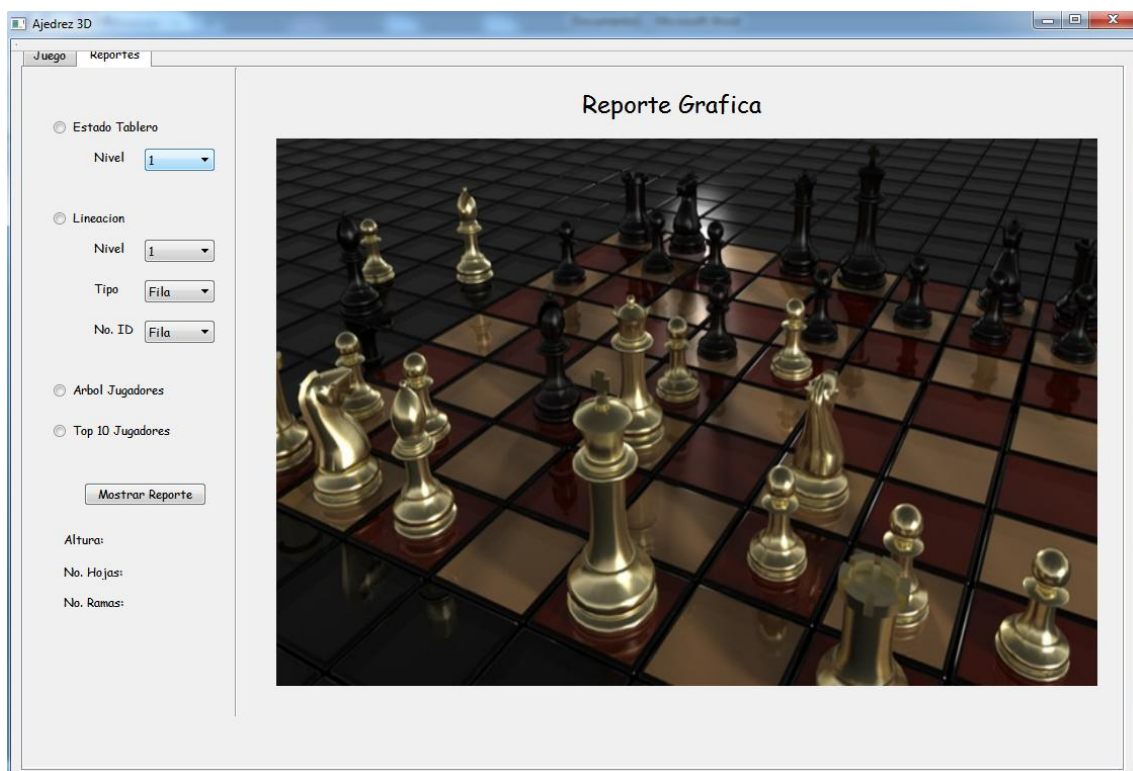 Ajedrez 3D
Juego Reportes
Reporte Grafica
Estado Tablero
Nivel 1
Lineacion
Nivel 1
Tipo Fila
No. ID Fila
Arbol Jugadores
Top 10 Jugadores
Mostrar Reporte
Altura:
No. Hojas:
No. Ramas: